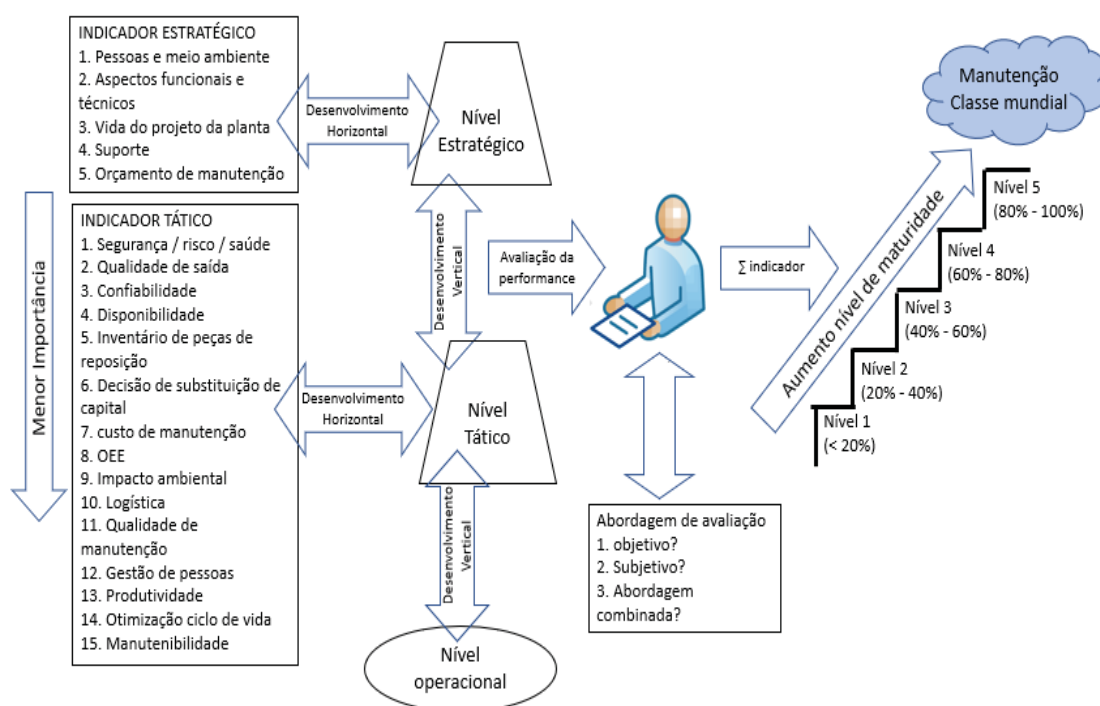 INDICADOR ESTRATÉGICO
1. Pessoas e meio ambiente
2. Aspectos funcionais e
técnicos
3. Vida do projeto da planta
4. Suporte
5. Orçamento de manutenção
Desenvolvimento
Horizontal
Nível
Estratégico
Manutenção
Classe mundial
Menor Importância
INDICADOR TÁTICO
1. Segurança / risco / saúde
2. Qualidade de saída
3. Confiabilidade
4. Disponibilidade
5. Inventário de peças de
reposição
6. Decisão de substituição de
capital
7. custo de manutenção
8. OEE
9. Impacto ambiental
10. Logística
11. Qualidade de
manutenção
12. Gestão de pessoas
13. Produtividade
14. Otimização ciclo de vida
15. Manutenibilidade
Desenvolvimento
Vertical
Avaliação da
performance
∑ indicador
Aumento nível de maturidade
Nível 5
(80% - 100%)
Nível 4
(60% - 80%)
Nível 3
(40% - 60%)
Nível 2
(20% - 40%)
Nível 1
(< 20%)
Desenvolvimento
Horizontal
Nível
Tático
Desenvolvimento
Vertical
Abordagem de avaliação
1. objetivo?
2. Subjetivo?
3. Abordagem
combinada?
Nível
operacional